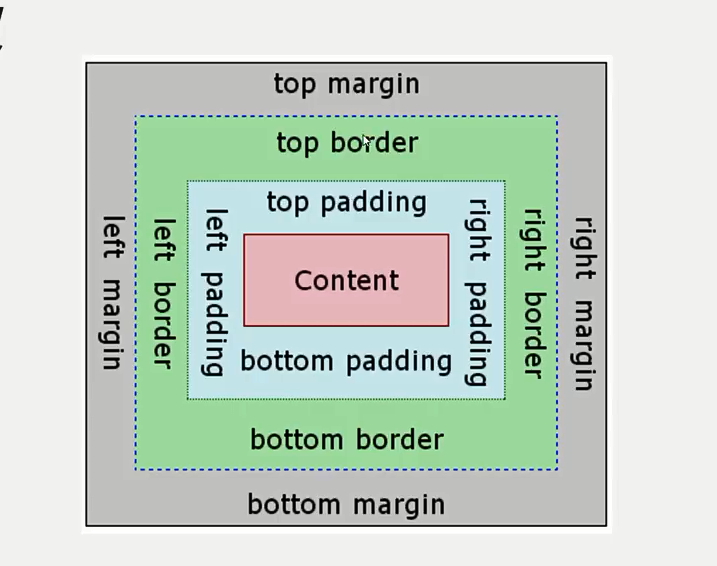 top margin
top border
top padding
left margin
left border
left padding
Content
right padding
right border
right margin
bottom padding
bottom border
bottom margin